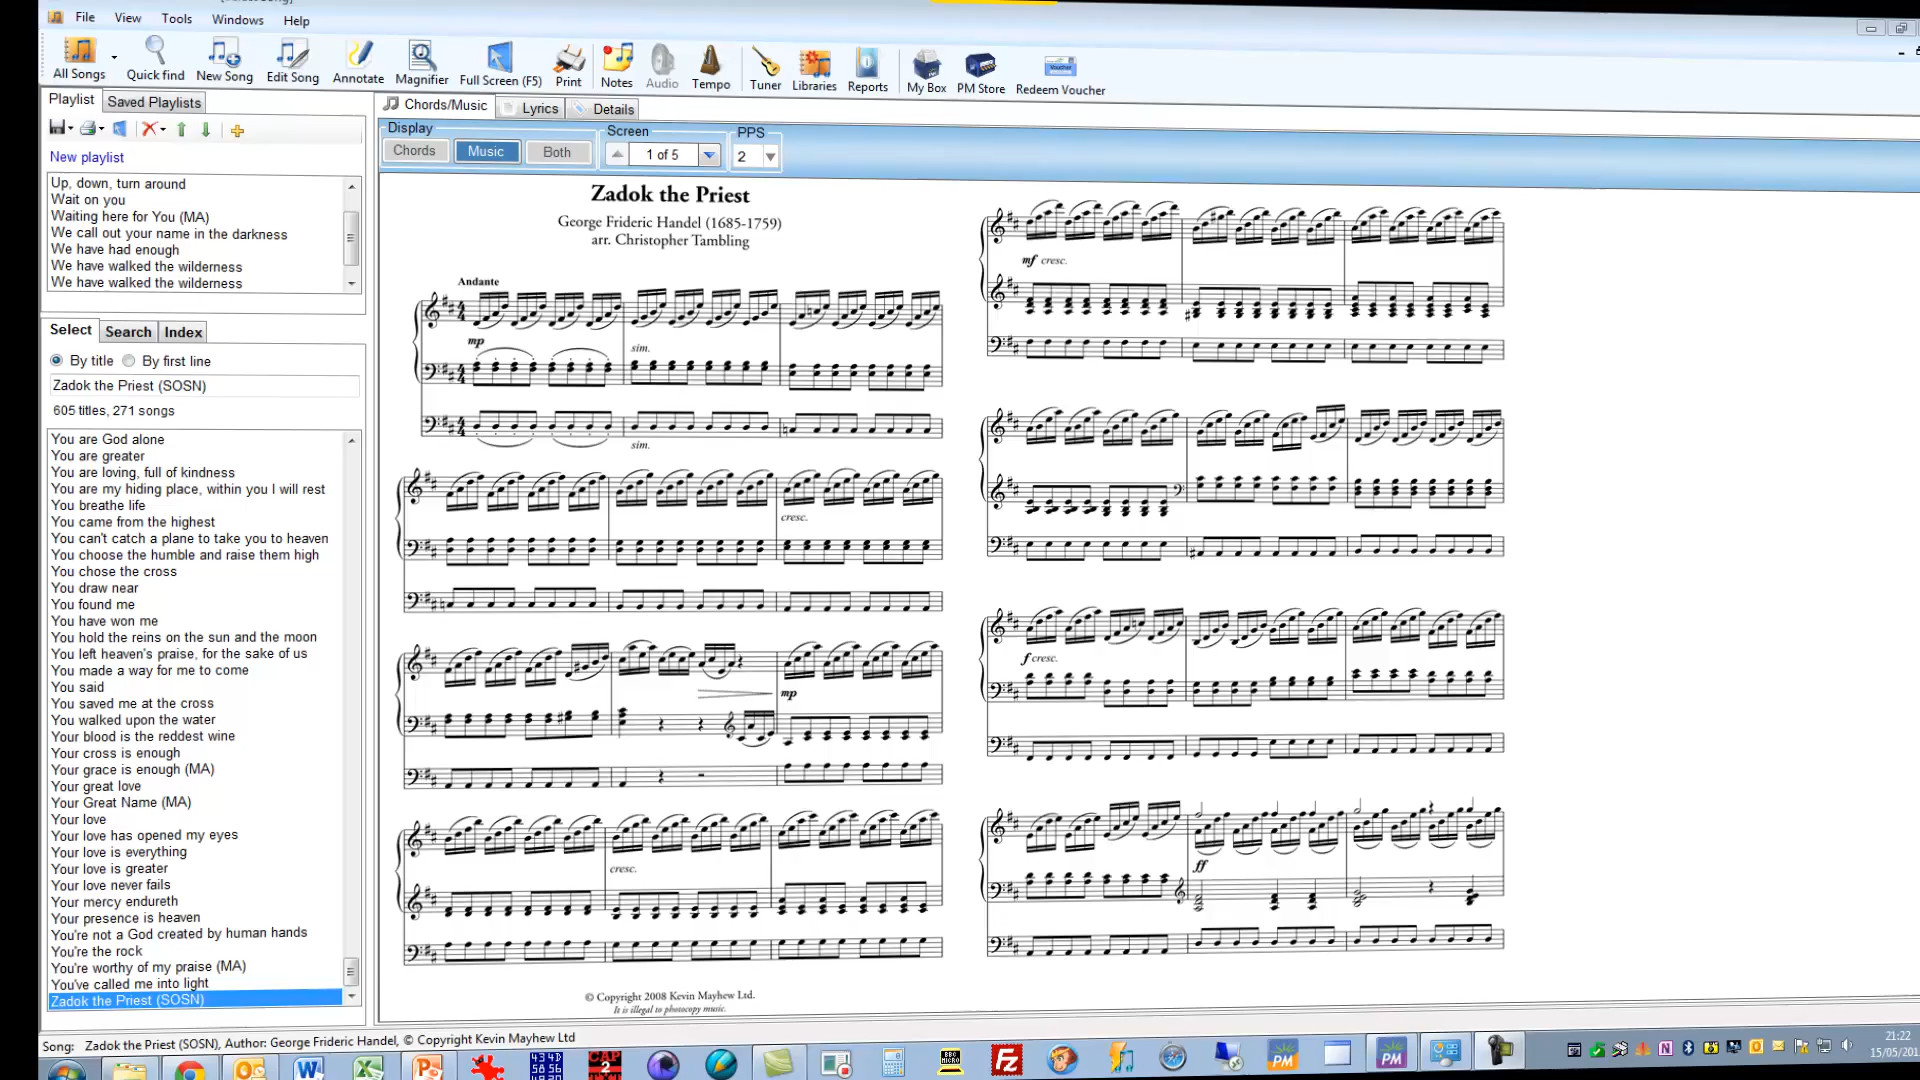 File View Tools Windows Help
All Songs Quick find New Song Edit Song Annotate Magnifier Full Screen (F5) Print Notes Audio Tempo Tuner Libraries Reports My Box PM Store Redeem Voucher
Playlist Saved Playlists
New playlist
Up, down, turn around
Wait on you
Waiting here for You (MA)
We call out your name in the darkness
We have had enough
We have walked the wilderness
We have walked the wilderness
Select Search Index
By title By first line
Zadok the Priest (SOSN)
605 titles, 271 songs
You are God alone
You are greater
You are loving, full of kindness
You are my hiding place, within you I will rest
You breathe life
You came from the highest
You can't catch a plane to take you to heaven
You choose the humble and raise them high
You chose the cross
You draw near
You found me
You have won me
You hold the reins on the sun and the moon
You left heaven's praise, for the sake of us
You made a way for me to come
You said
You saved me at the cross
You walked upon the water
Your blood is the reddest wine
Your cross is enough
Your grace is enough (MA)
Your great love
Your Great Name (MA)
Your love
Your love has opened my eyes
Your love is everything
Your love is greater
Your love never fails
Your mercy endureth
Your presence is heaven
You're not a God created by human hands
You're the rock
You're worthy of my praise (MA)
You've called me into light
Zadok the Priest (SOSN)
Chords/Music Lyrics Details
Display Screen PPS
Chords Music Both 1 of 5 2
Zadok the Priest
George Frideric Handel (1685-1759)
arr. Christopher Tambling
Andante
mp
sim.
sim.
cresc.
mp
cresc.
© Copyright 2008 Kevin Mayhew Ltd.
It is illegal to photocopy music.
mf cresc.
f cresc.
ff
Song: Zadok the Priest (SOSN), Author: George Frideric Handel, © Copyright Kevin Mayhew Ltd
434D
585B
CAP
2
BBC
MICRO
FZ
PM
PM
21:22